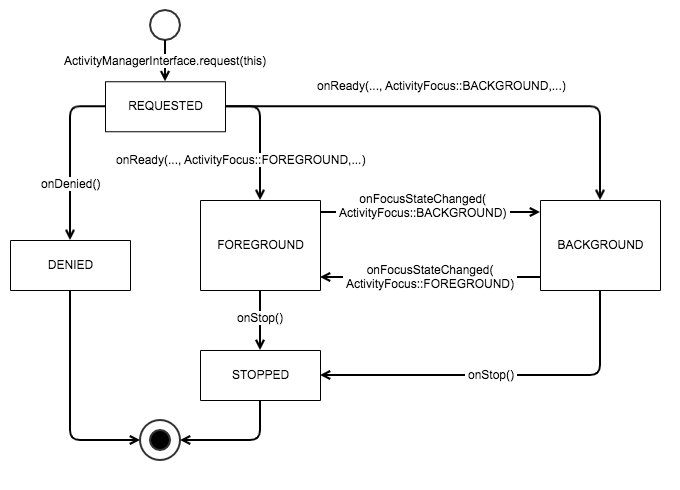 ActivityManagerInterface.request(this)
REQUESTED
onReady(..., ActivityFocus::BACKGROUND,...)
onReady(..., ActivityFocus::FOREGROUND,...)
onDenied()
onFocusStateChanged(
ActivityFocus::BACKGROUND)
FOREGROUND
BACKGROUND
DENIED
onFocusStateChanged(
ActivityFocus::FOREGROUND)
onStop()
STOPPED
onStop()